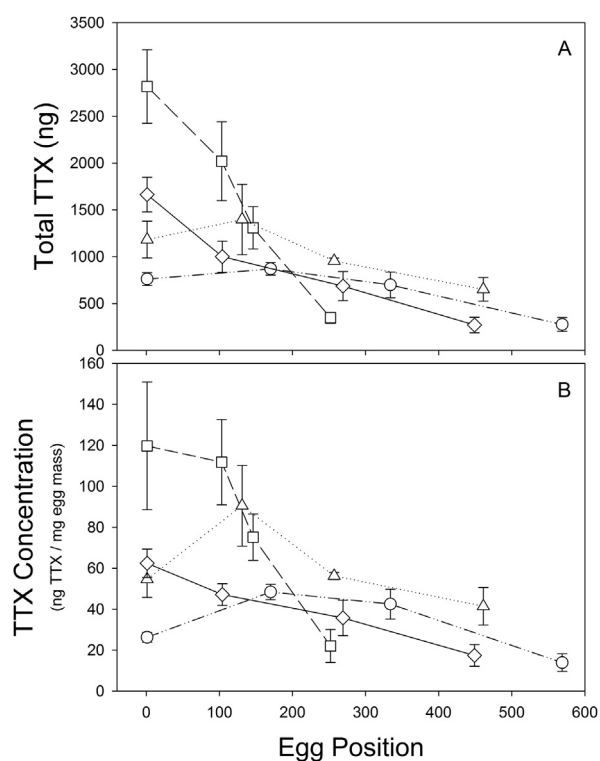 A
Total TTX (ng)
3500
3000
2500
2000
1500
1000
500
0
B
TTX Concentration
(ng TTX / mg egg mass)
160
140
120
100
80
60
40
20
0
0 100 200 300 400 500 600
Egg Position